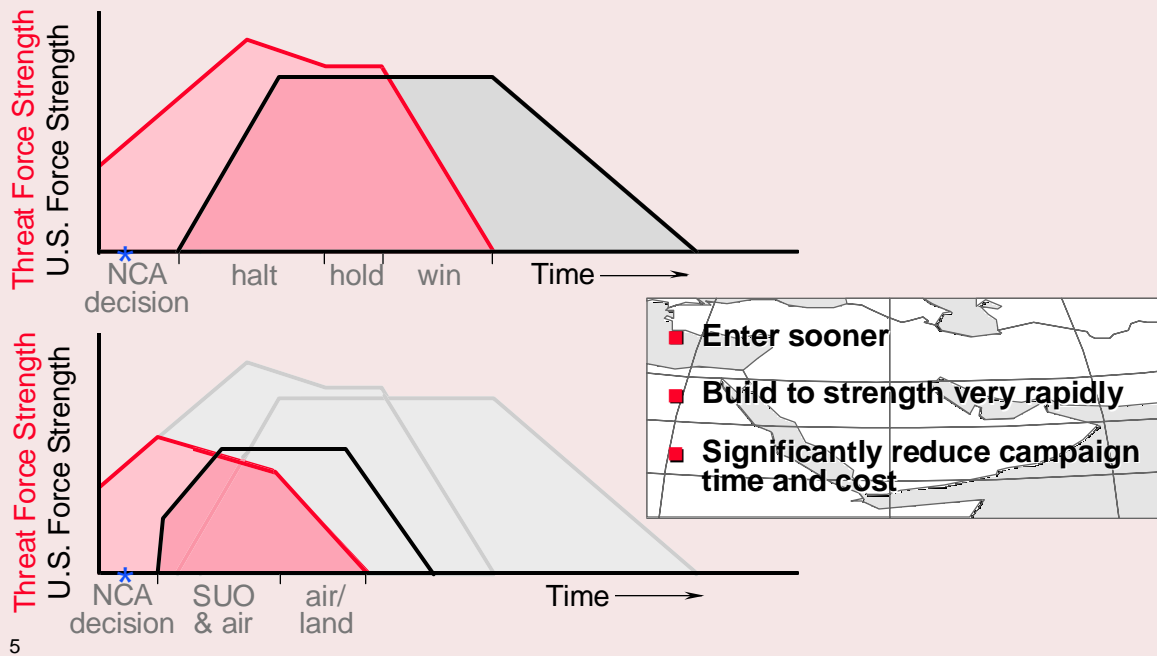 Threat Force Strength
U.S. Force Strength
*
NCA
decision
halt
hold
win
Time
Threat Force Strength
U.S. Force Strength
*
NCA
decision
SUO
& air
air/
land
Time
Enter sooner
Build to strength very rapidly
Significantly reduce campaign
time and cost
5